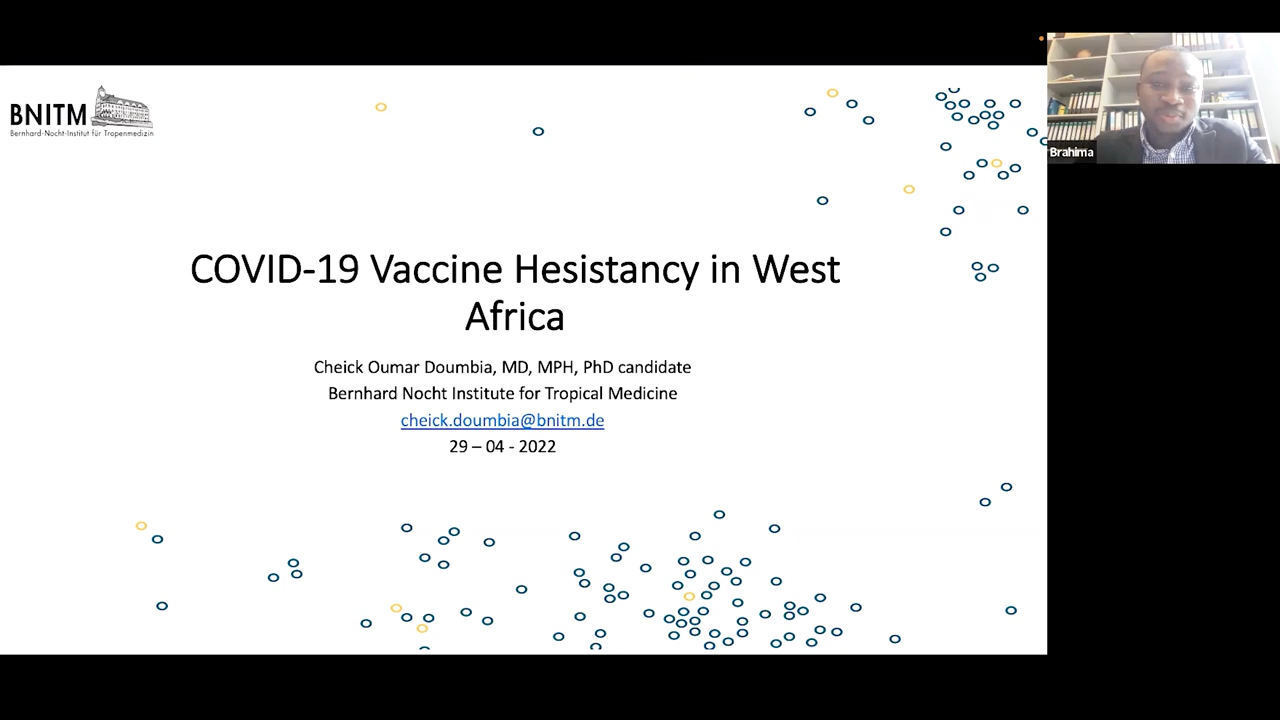 BNITM
Bernhard-Nocht-Institut für Tropenmedizin
Brahima
COVID-19 Vaccine Hesistancy in West
Africa
Cheick Oumar Doumbia, MD, MPH, PhD candidate
Bernhard Nocht Institute for Tropical Medicine
cheick.doumbia@bnitm.de
29 – 04 - 2022